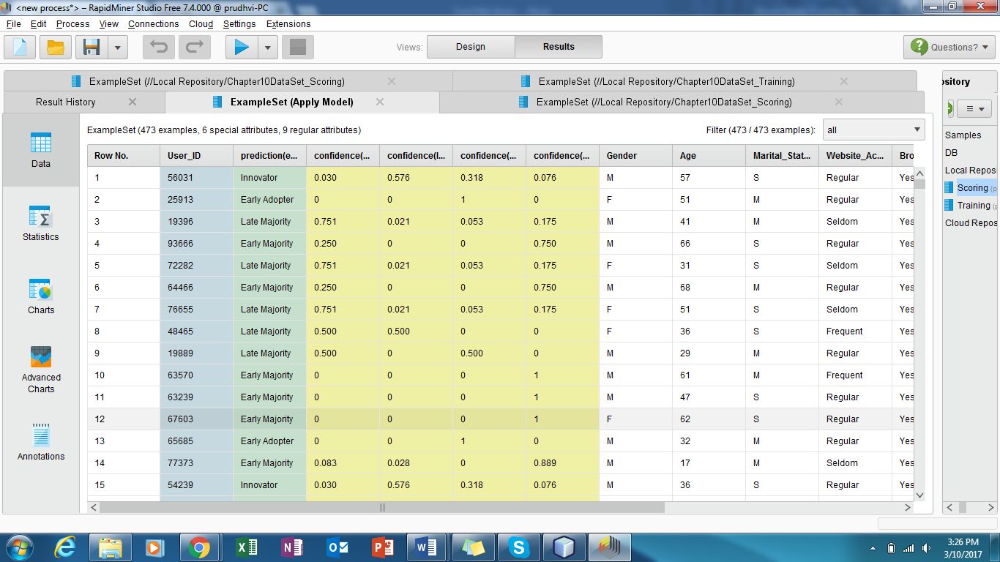 <new process*> – RapidMiner Studio Free 7.4.000 @ prudhvi-PC
File Edit Process View Connections Cloud Settings Extensions
Views: Design Results Questions?
ExampleSet (//Local Repository/Chapter10DataSet_Scoring) ExampleSet (//Local Repository/Chapter10DataSet_Training)
Result History ExampleSet (Apply Model) ExampleSet (//Local Repository/Chapter10DataSet_Scoring)
ository
Data
Statistics
Charts
Advanced
Charts
Annotations
ExampleSet (473 examples, 6 special attributes, 9 regular attributes) Filter (473 / 473 examples): all
Row No. User_ID prediction(e... confidence(... confidence(I... confidence(... confidence(... Gender Age Marital_Stat... Website_Ac... Bro
1 56031 Innovator 0.030 0.576 0.318 0.076 M 57 S Regular Yes
2 25913 Early Adopter 0 0 1 0 F 51 M Regular Yes
3 19396 Late Majority 0.751 0.021 0.053 0.175 M 41 M Seldom Yes
4 93666 Early Majority 0.250 0 0 0.750 M 66 S Regular Yes
5 72282 Late Majority 0.751 0.021 0.053 0.175 F 31 S Seldom Yes
6 64466 Early Majority 0.250 0 0 0.750 M 68 M Regular Yes
7 76655 Late Majority 0.751 0.021 0.053 0.175 F 51 S Seldom Yes
8 48465 Late Majority 0.500 0.500 0 0 F 36 S Frequent Yes
9 19889 Late Majority 0.500 0 0.500 0 M 29 M Regular Yes
10 63570 Early Majority 0 0 0 1 M 61 M Frequent Yes
11 63239 Early Majority 0 0 0 1 M 47 S Regular Yes
12 67603 Early Majority 0 0 0 1 F 62 S Regular Yes
13 65685 Early Adopter 0 0 1 0 M 32 M Regular Yes
14 77373 Early Majority 0.083 0.028 0 0.889 M 17 M Seldom Yes
15 54239 Innovator 0.030 0.576 0.318 0.076 M 36 S Regular Yes
Samples
DB
Local Repos
Scoring (p
Training (p
Cloud Repos
3:26 PM
3/10/2017